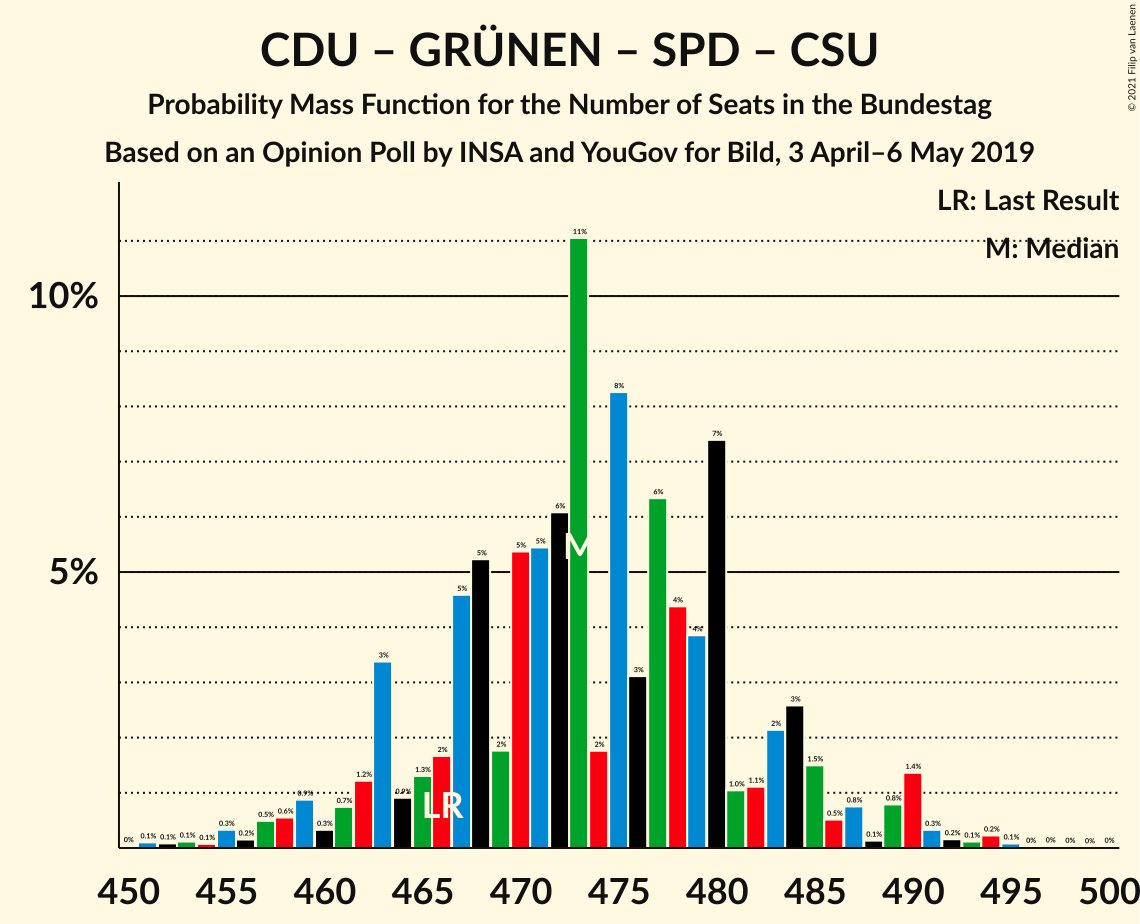 CDU – GRÜNEN – SPD – CSU
Probability Mass Function for the Number of Seats in the Bundestag
Based on an Opinion Poll by INSA and YouGov for Bild, 3 April–6 May 2019
© 2021 Filip van Laenen
LR: Last Result
M: Median
10%
5%
0% 0.1% 0.1% 0.1% 0.1% 0.3% 0.2% 0.5% 0.6% 0.9% 0.3% 0.7% 1.2% 3% 0.9% 1.3% 2% 5% 5% 2% 5% 5% 6% 11% 2% 8% 3% 6% 4% 4% 7% 1.0% 1.1% 2% 3% 1.5% 0.5% 0.8% 0.1% 0.8% 1.4% 0.3% 0.2% 0.1% 0.2% 0.1% 0% 0% 0% 0% 0%
M
LR
450 455 460 465 470 475 480 485 490 495 500